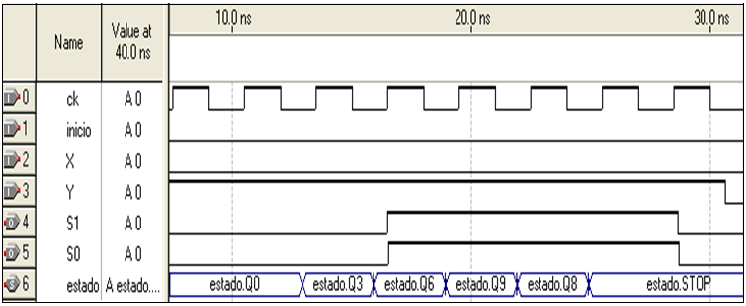 10.0 ns 20.0 ns 30.0 ns
Name Value at 40.0 ns
0 ck A 0
1 inicio A 0
2 X A 0
3 Y A 0
4 S1 A 0
5 S0 A 0
6 estado A estado.... estado.Q0 estado.Q3 estado.Q6 estado.Q9 estado.Q8 estado.STOP